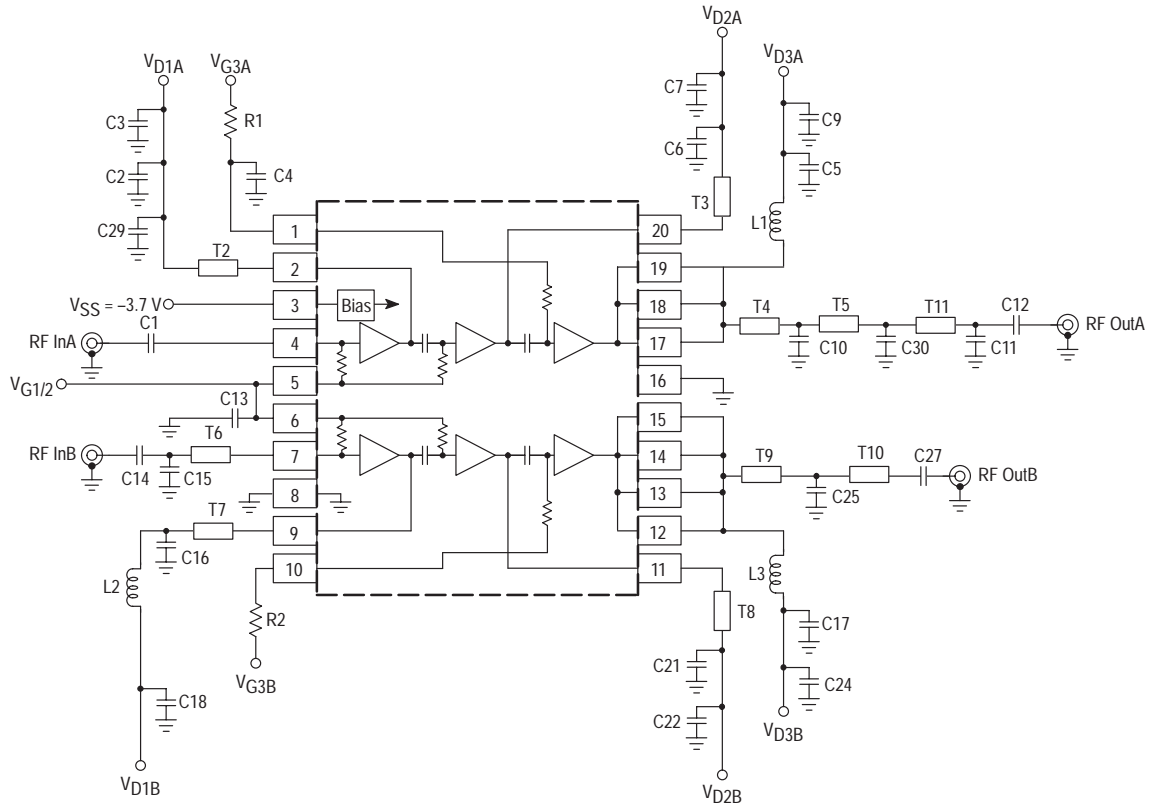 VD2A
VD1A
VG3A
VD3A
C7
C3
R1
C9
C6
C2
C4
C5
T3
C29
L1
1
20
T2
2
19
VSS = –3.7 V
3
Bias
18
T4
T5
T11
C12
C1
RF InA
4
17
RF OutA
C10
C30
C11
VG1/2
5
16
C13
6
15
T6
RF InB
7
14
T9
T10
C27
C14
C15
RF OutB
8
13
C25
T7
9
12
C16
10
11
L2
L3
R2
T8
C17
VG3B
C21
C18
C24
C22
VD3B
VD1B
VD2B